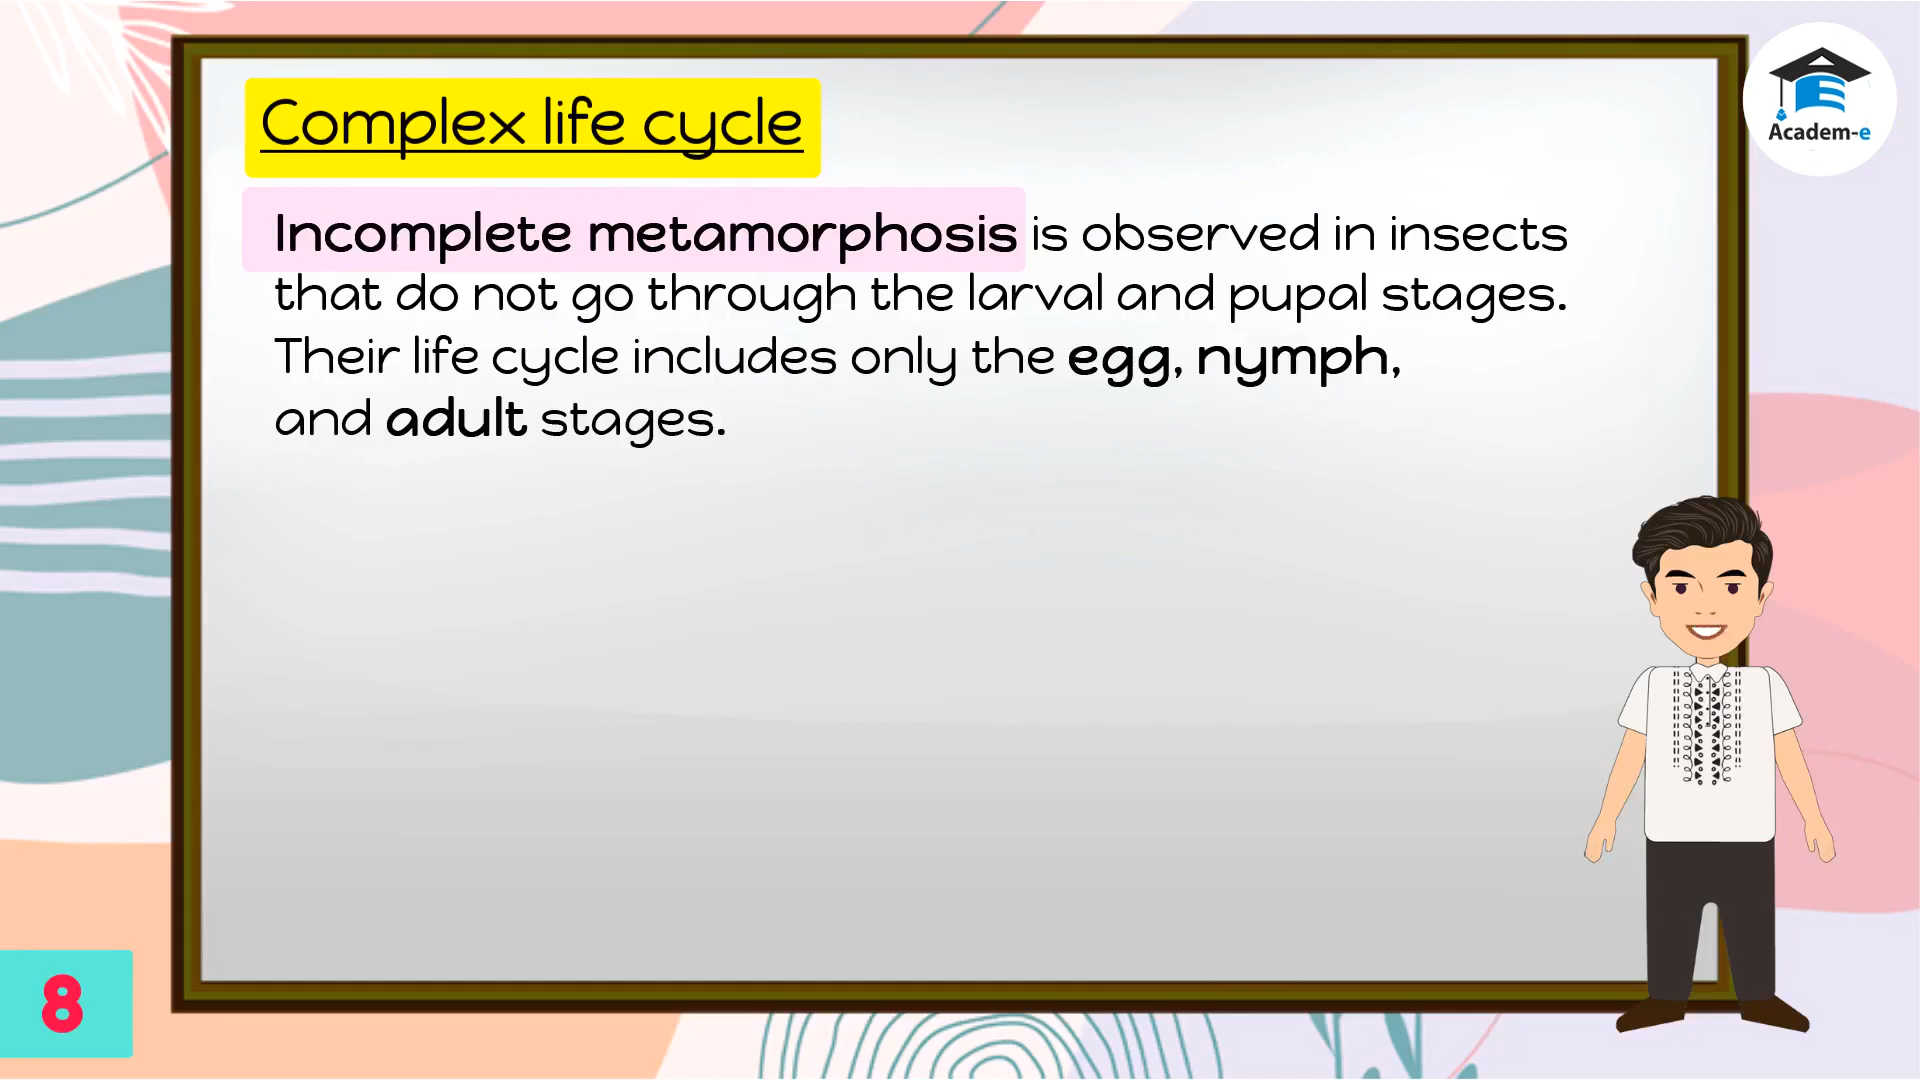 Complex life cycle
Academ-e
Incomplete metamorphosis is observed in insects
that do not go through the larval and pupal stages.
Their life cycle includes only the egg, nymph,
and adult stages.
8